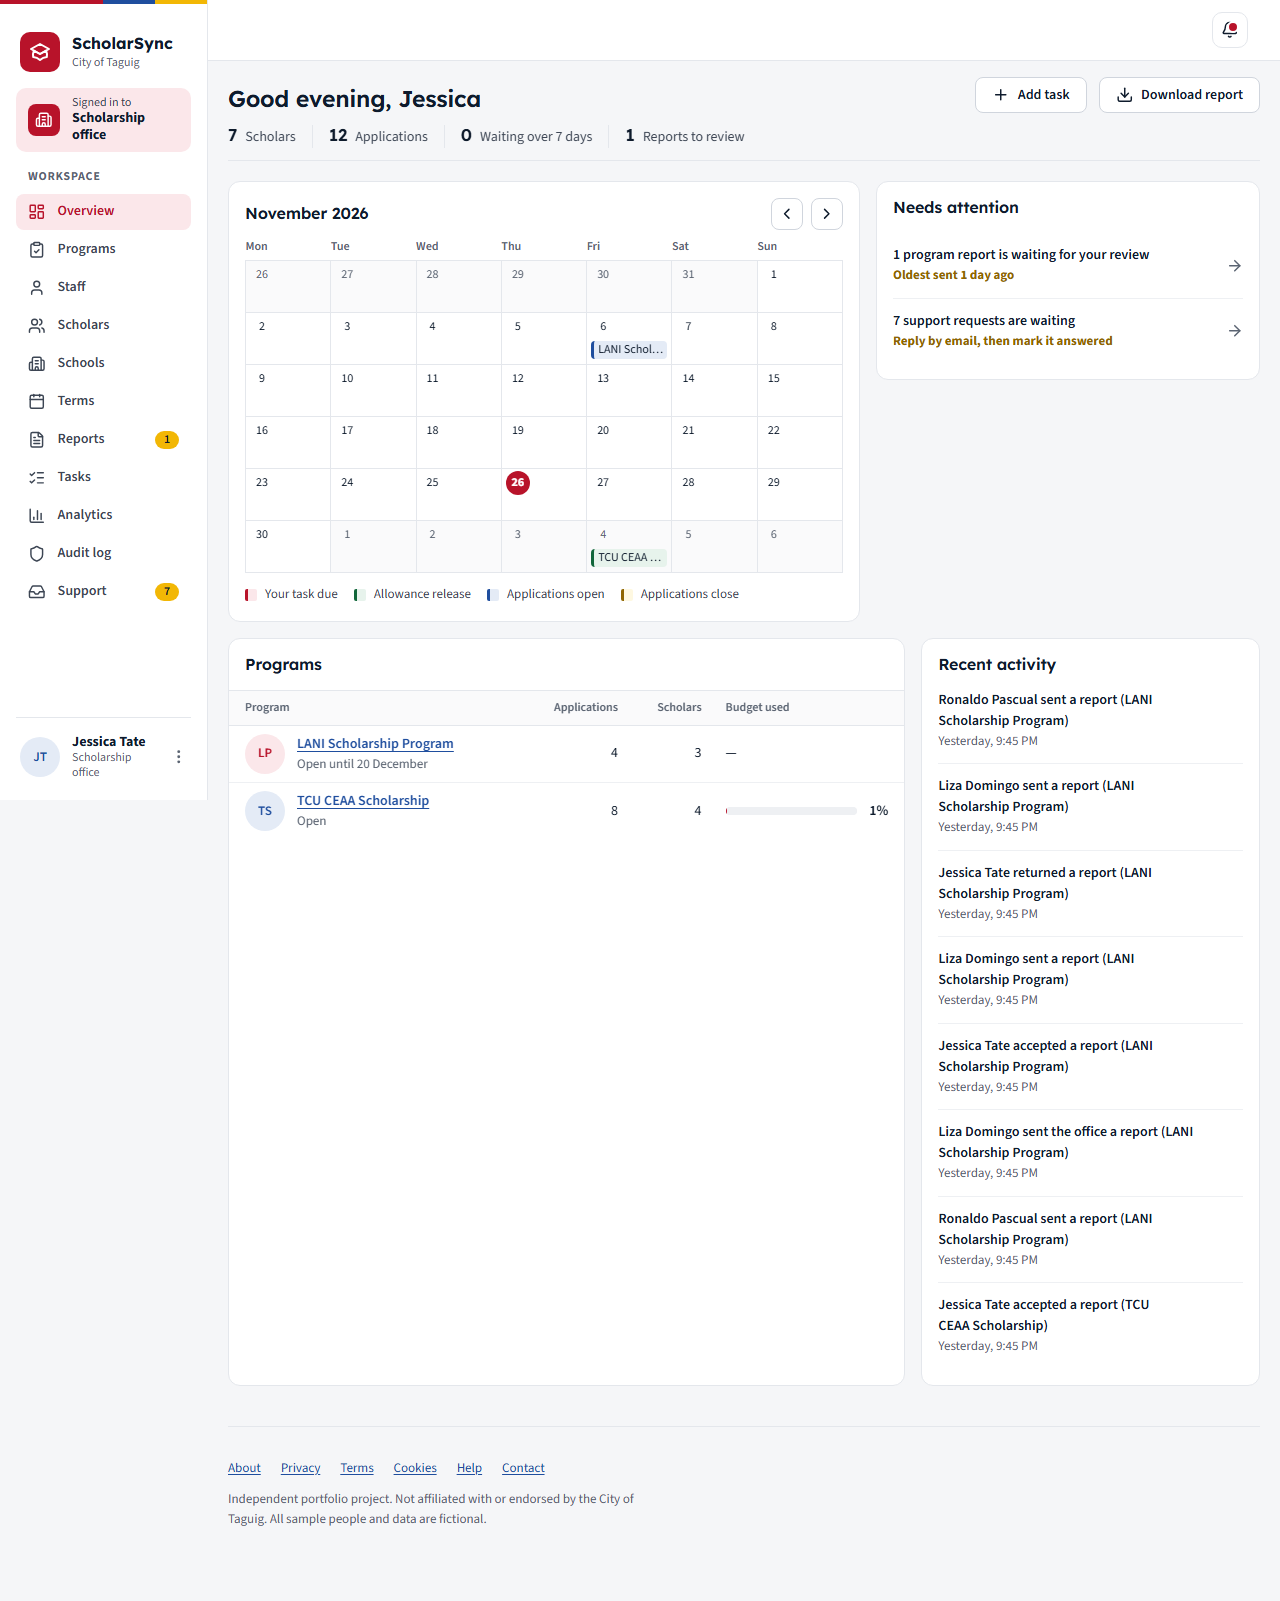 ScholarSync
City of Taguig
Signed in to
Scholarship
office
WORKSPACE
Overview
Programs
Staff
Scholars
Schools
Terms
Reports 1
Tasks
Analytics
Audit log
Support 7
JT
Jessica Tate
Scholarship
office
Good evening, Jessica
Add task
Download report
7 Scholars 12 Applications 0 Waiting over 7 days 1 Reports to review
November 2026
Mon Tue Wed Thu Fri Sat Sun
26 27 28 29 30 31 1
2 3 4 5 6 7 8
LANI Schol...
9 10 11 12 13 14 15
16 17 18 19 20 21 22
23 24 25 26 27 28 29
30 1 2 3 4 5 6
TCU CEAA ...
Your task due Allowance release Applications open Applications close
Needs attention
1 program report is waiting for your review
Oldest sent 1 day ago
7 support requests are waiting
Reply by email, then mark it answered
Programs
Program Applications Scholars Budget used
LP LANI Scholarship Program 4 3 —
Open until 20 December
TS TCU CEAA Scholarship 8 4 1%
Open
Recent activity
Ronaldo Pascual sent a report (LANI
Scholarship Program)
Yesterday, 9:45 PM
Liza Domingo sent a report (LANI
Scholarship Program)
Yesterday, 9:45 PM
Jessica Tate returned a report (LANI
Scholarship Program)
Yesterday, 9:45 PM
Liza Domingo sent a report (LANI
Scholarship Program)
Yesterday, 9:45 PM
Jessica Tate accepted a report (LANI
Scholarship Program)
Yesterday, 9:45 PM
Liza Domingo sent the office a report (LANI
Scholarship Program)
Yesterday, 9:45 PM
Ronaldo Pascual sent a report (LANI
Scholarship Program)
Yesterday, 9:45 PM
Jessica Tate accepted a report (TCU
CEAA Scholarship)
Yesterday, 9:45 PM
About Privacy Terms Cookies Help Contact
Independent portfolio project. Not affiliated with or endorsed by the City of
Taguig. All sample people and data are fictional.